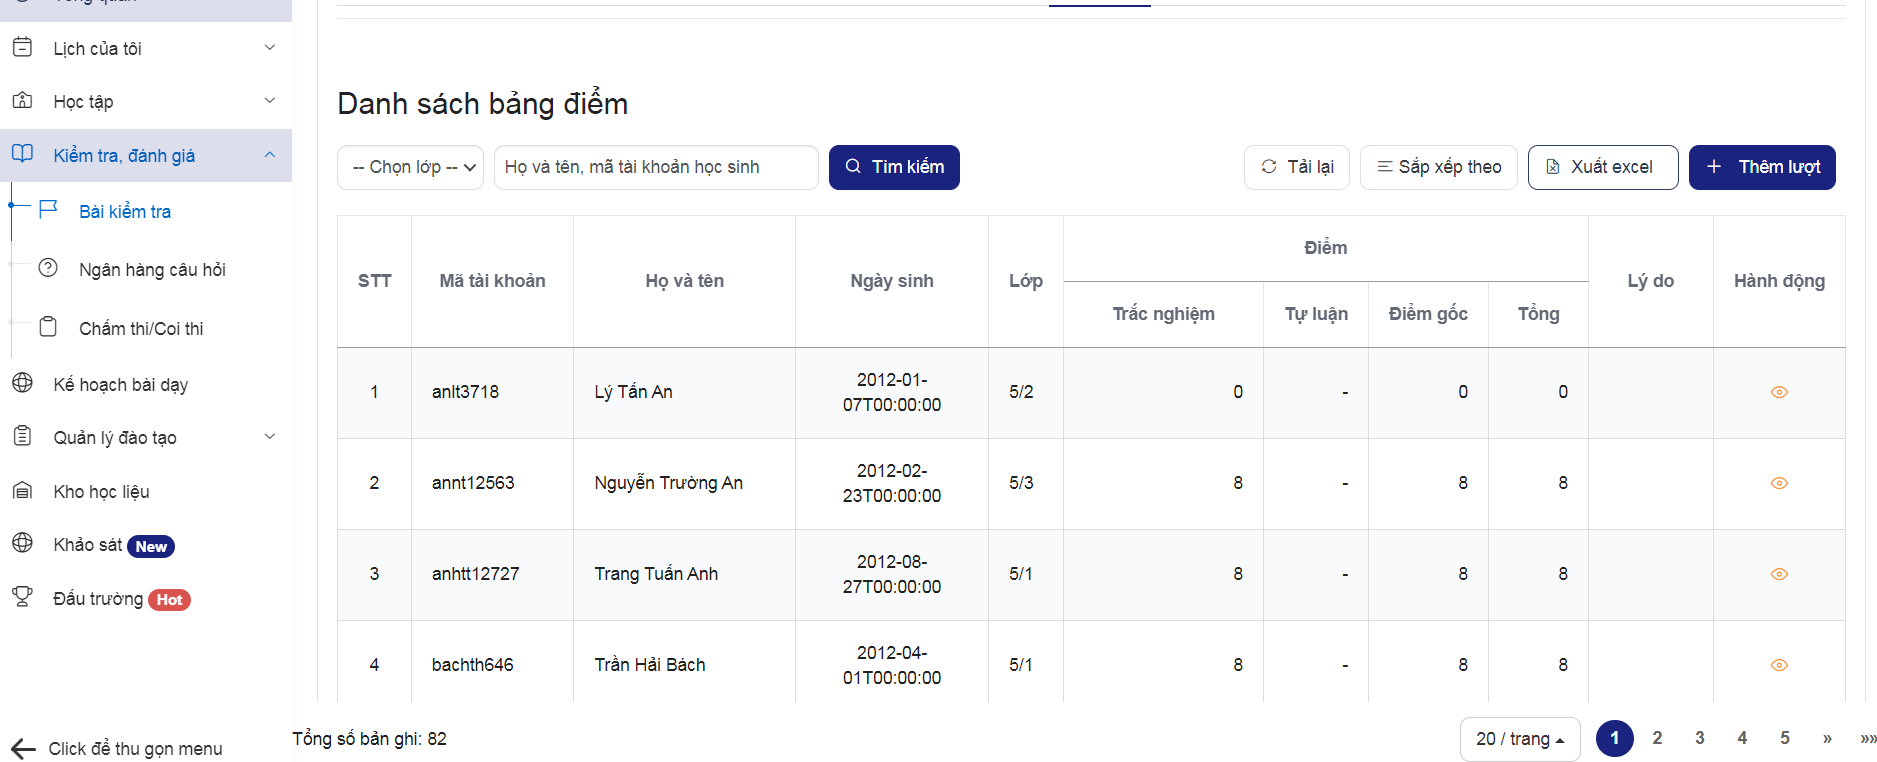 Lịch của tôi
Học tập
Kiểm tra, đánh giá
Bài kiểm tra
Ngân hàng câu hỏi
Chấm thi/Coi thi
Kế hoạch bài dạy
Quản lý đào tạo
Kho học liệu
Khảo sát New
Đấu trường Hot
Click để thu gọn menu
Danh sách bảng điểm
-- Chọn lớp --
Họ và tên, mã tài khoản học sinh
Tìm kiếm
Tải lại
Sắp xếp theo
Xuất excel
Thêm lượt
STT Mã tài khoản Họ và tên Ngày sinh Lớp Điểm Lý do Hành động
Trắc nghiệm Tự luận Điểm gốc Tổng
1 anlt3718 Lý Tấn An 2012-01-
07T00:00:00 5/2 0 - 0 0
2 annt12563 Nguyễn Trường An 2012-02-
23T00:00:00 5/3 8 - 8 8
3 anhtt12727 Trang Tuấn Anh 2012-08-
27T00:00:00 5/1 8 - 8 8
4 bachth646 Trần Hải Bách 2012-04-
01T00:00:00 5/1 8 - 8 8
Tổng số bản ghi: 82
20 / trang
1 2 3 4 5 » »»